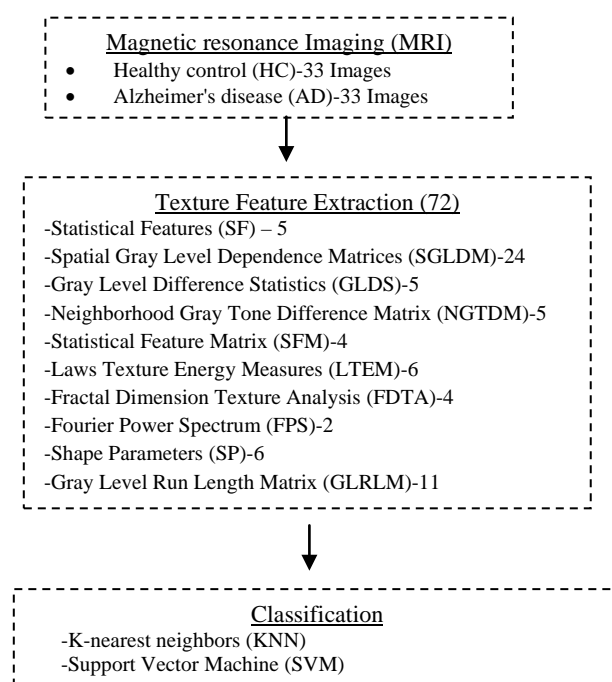 Magnetic resonance Imaging (MRI)
• Healthy control (HC)-33 Images
• Alzheimer's disease (AD)-33 Images
Texture Feature Extraction (72)
-Statistical Features (SF) – 5
-Spatial Gray Level Dependence Matrices (SGLDM)-24
-Gray Level Difference Statistics (GLDS)-5
-Neighborhood Gray Tone Difference Matrix (NGTDM)-5
-Statistical Feature Matrix (SFM)-4
-Laws Texture Energy Measures (LTEM)-6
-Fractal Dimension Texture Analysis (FDTA)-4
-Fourier Power Spectrum (FPS)-2
-Shape Parameters (SP)-6
-Gray Level Run Length Matrix (GLRLM)-11
Classification
-K-nearest neighbors (KNN)
-Support Vector Machine (SVM)